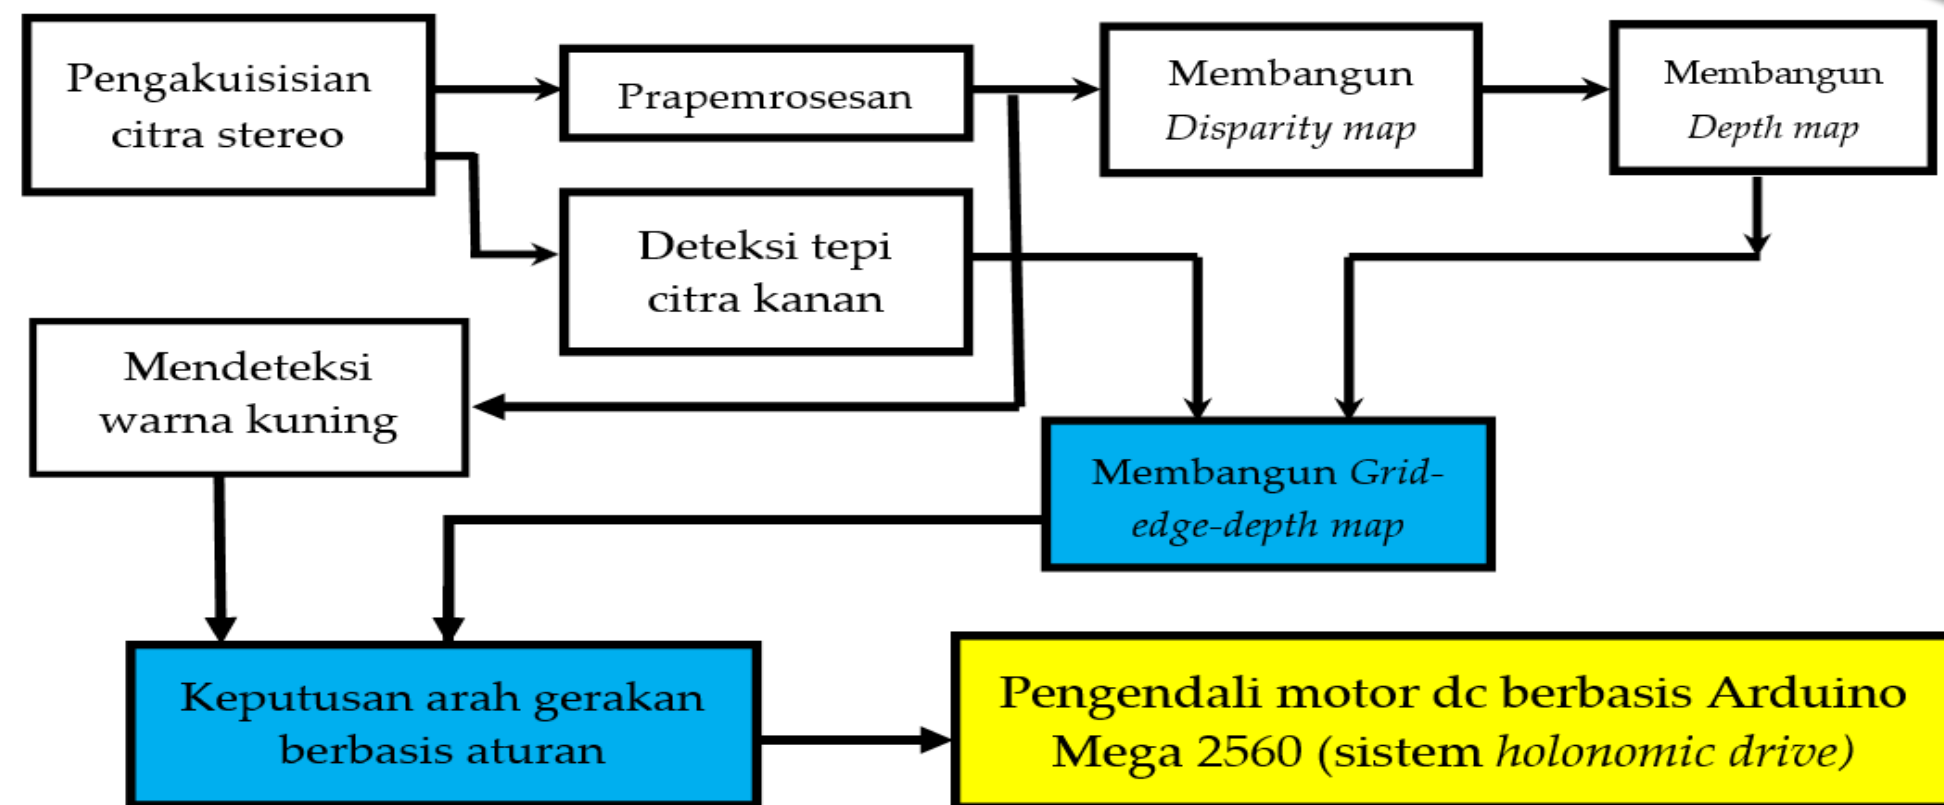 Pengakuisisian
citra stereo
Prapemrosesan
Membangun
Disparity map
Membangun
Depth map
Deteksi tepi
citra kanan
Mendeteksi
warna kuning
Membangun Grid-
edge-depth map
Keputusan arah gerakan
berbasis aturan
Pengendali motor dc berbasis Arduino
Mega 2560 (sistem holonomic drive)